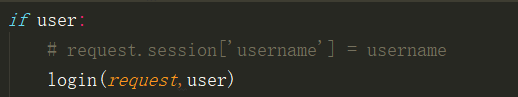 if user:
# request.session['username'] = username
login(request,user)